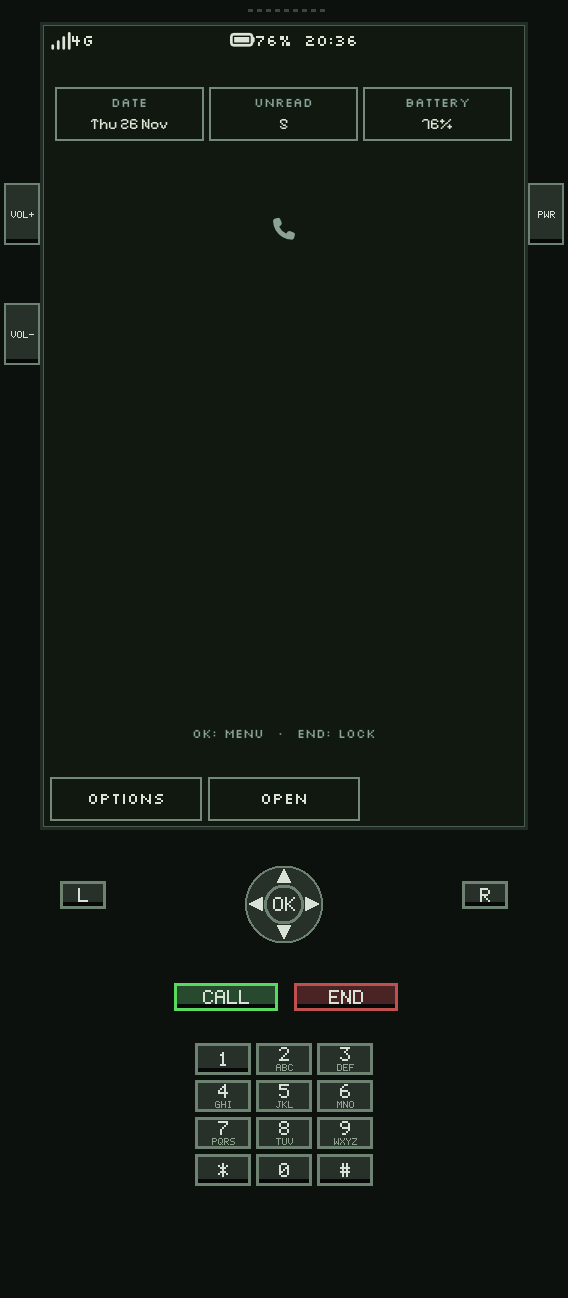 4G 76% 20:36
DATE UNREAD BATTERY
Thu 26 Nov 76%
VOL+ PWR
VOL-
OK: MENU · END: LOCK
OPTIONS OPEN
L OK R
CALL END
1 2 3
ABC DEF
4 5 6
GHI JKL MNO
7 8 9
PQRS TUV WXYZ
* 0 #